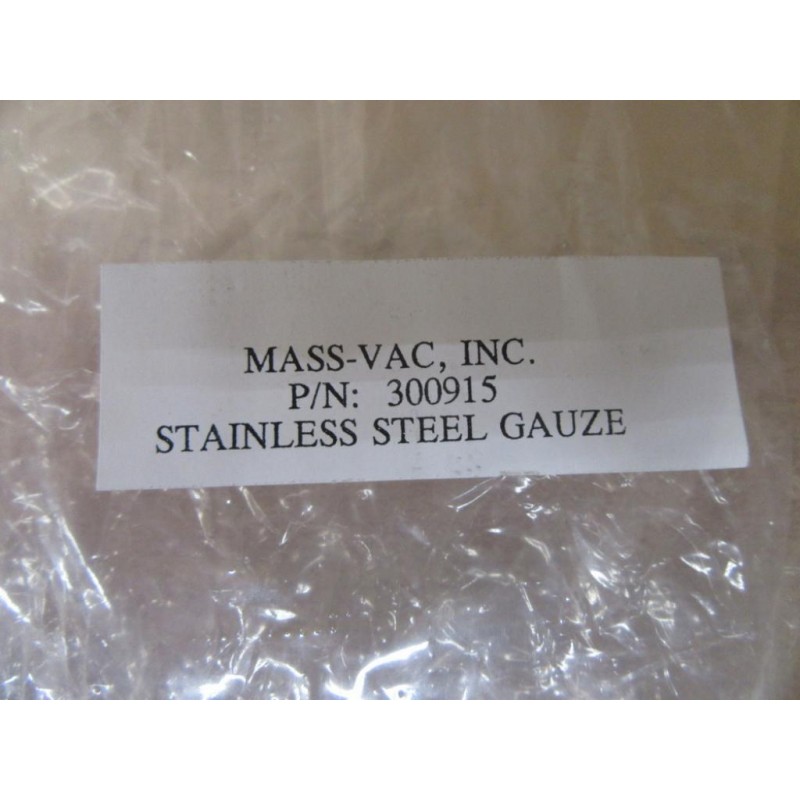 MASS-VAC, INC.
P/N: 300915
STAINLESS STEEL GAUZE